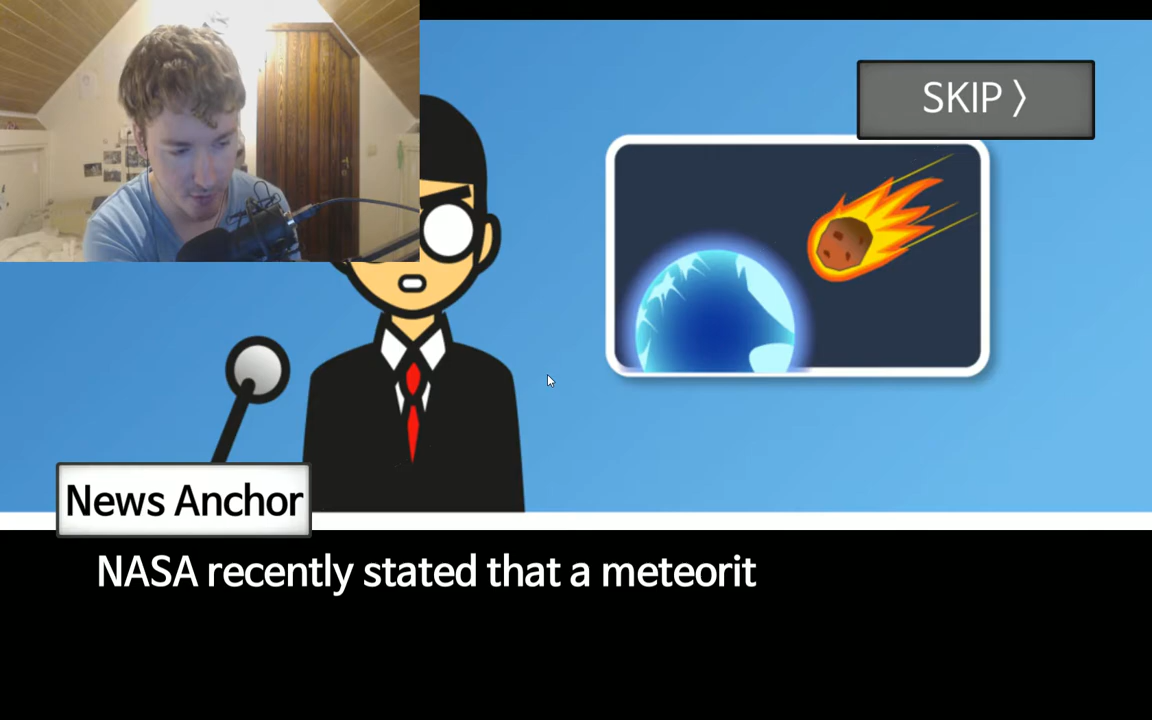 SKIP 〉
News Anchor
NASA recently stated that a meteorit